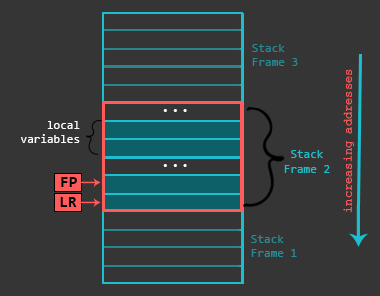 Stack
Frame 3
...
local
variables
...
Stack
Frame 2
FP
LR
Stack
Frame 1
increasing addresses